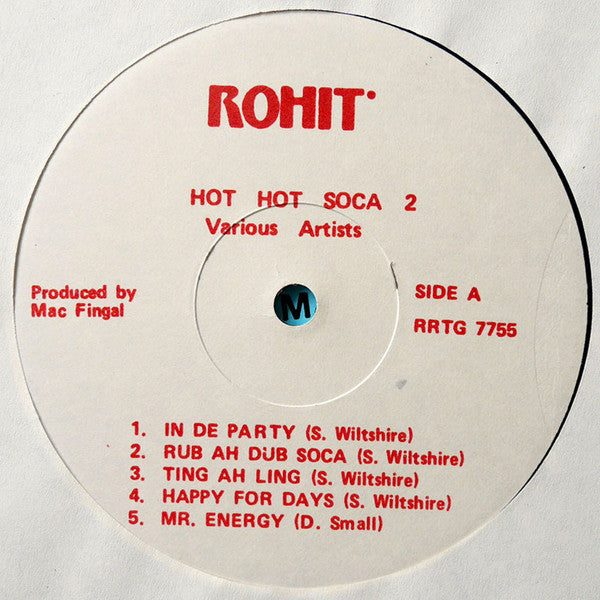 ROHIT
HOT HOT SOCA 2
Various Artists
Produced by
Mac Fingal
M
SIDE A
RRTG 7755
1. IN DE PARTY (S. Wiltshire)
2. RUB AH DUB SOCA (S. Wiltshire)
3. TING AH LING (S. Wiltshire)
4. HAPPY FOR DAYS (S. Wiltshire)
5. MR. ENERGY (D. Small)